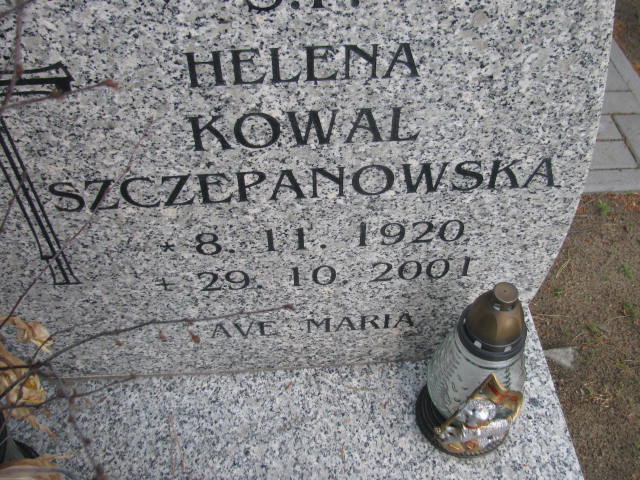 Ś.P.
HELENA
KOWAL
SZCZEPANOWSKA
* 8. 11. 1920
+ 29. 10 2001
AVE MARIA